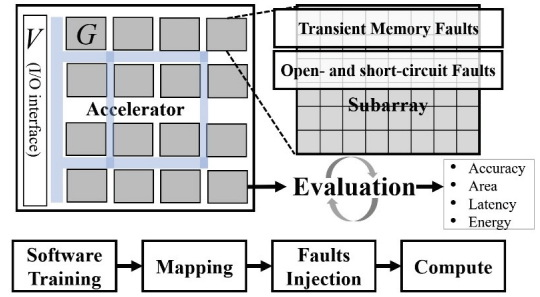 V
(I/O interface)
G
Accelerator
Transient Memory Faults
Open- and short-circuit Faults
Subarray
Evaluation
• Accuracy
• Area
• Latency
• Energy
Software
Training
Mapping
Faults
Injection
Compute